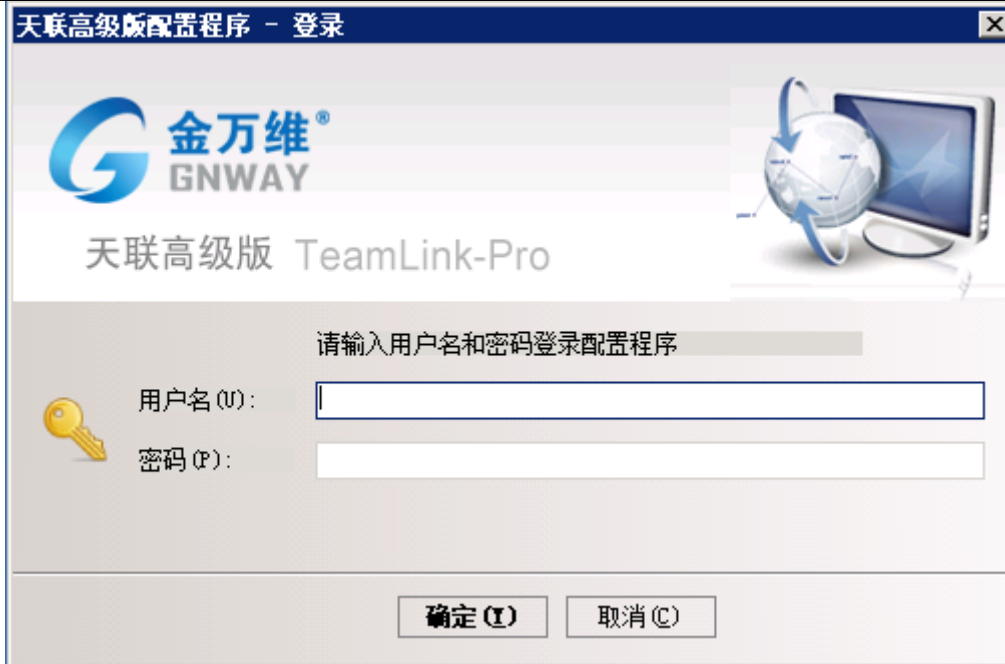 天联高级版配置程序 - 登录
金万维®
GNWAY
天联高级版 TeamLink-Pro
请输入用户名和密码登录配置程序
用户名(U):
密码(P):
确定(Y) 取消(C)